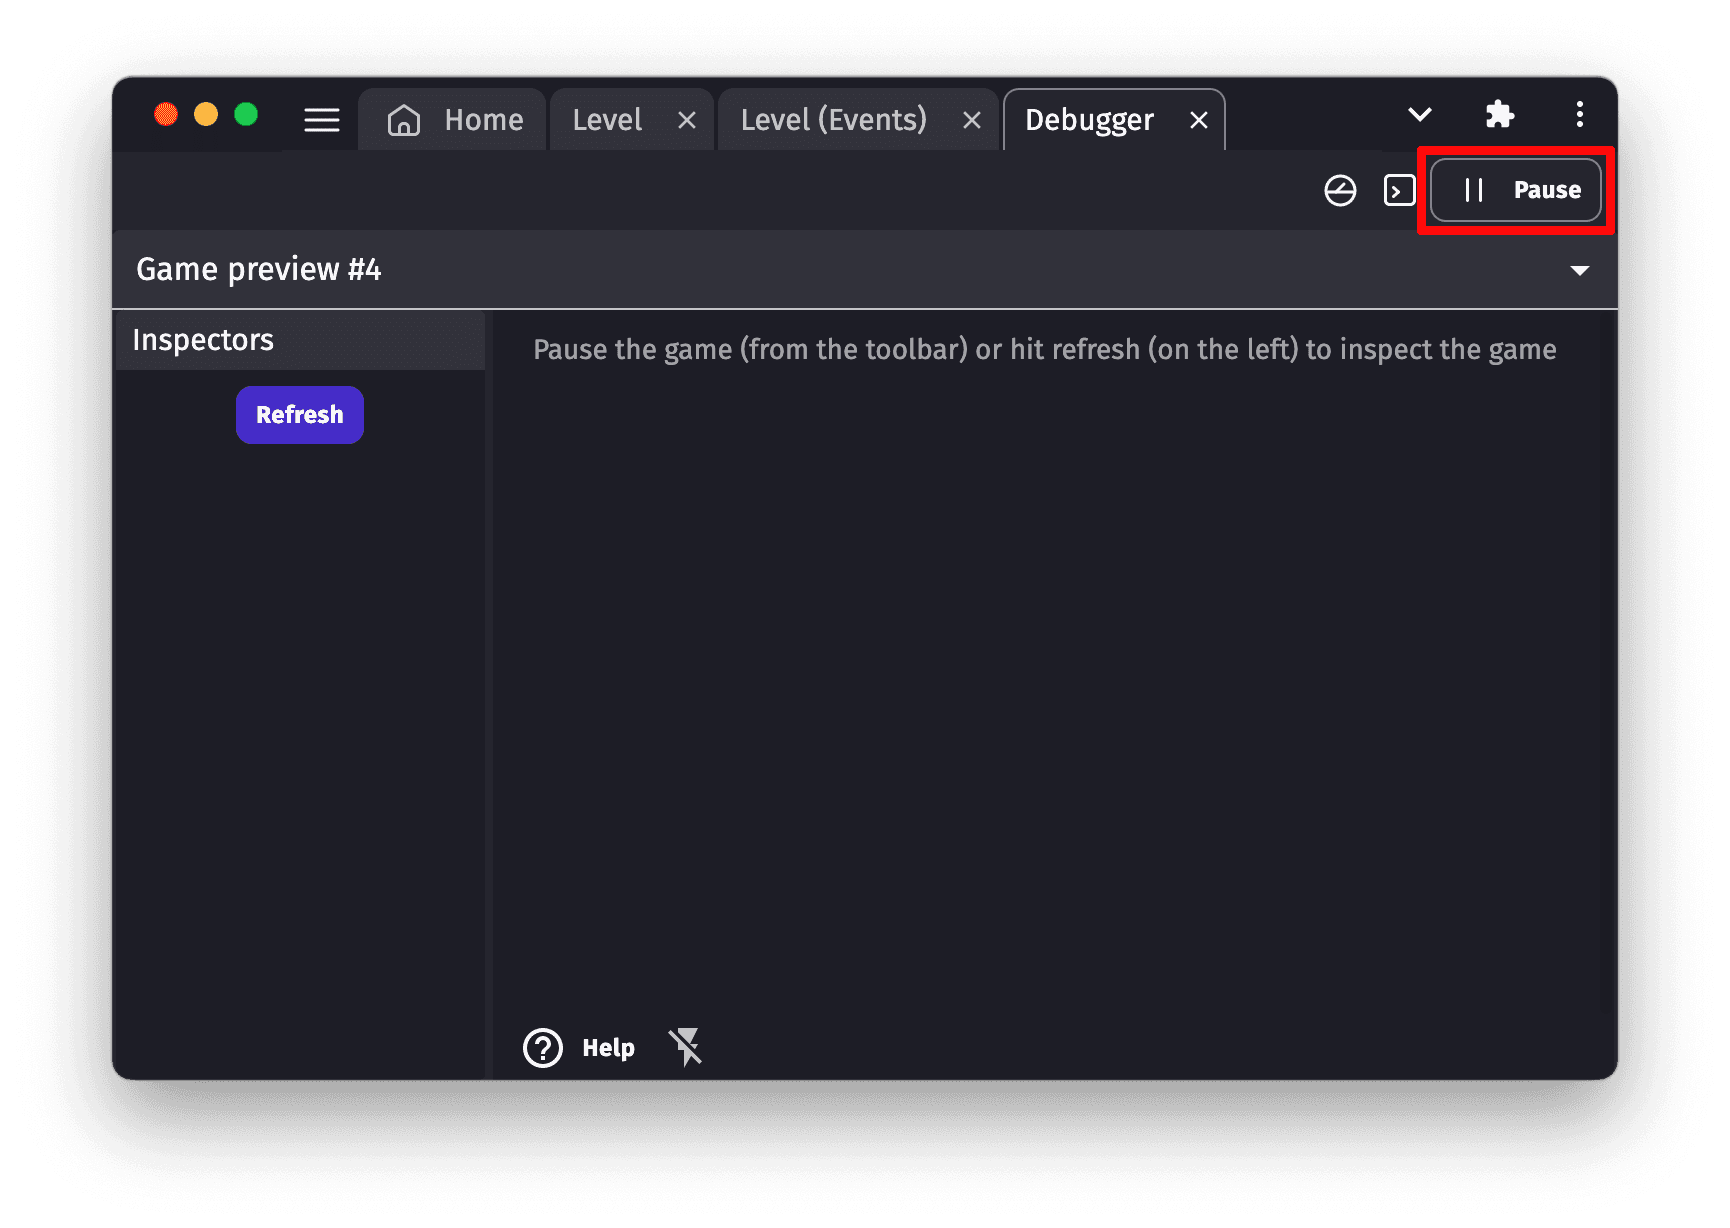 Home Level Level (Events) Debugger
Pause
Game preview #4
Inspectors
Pause the game (from the toolbar) or hit refresh (on the left) to inspect the game
Refresh
Help